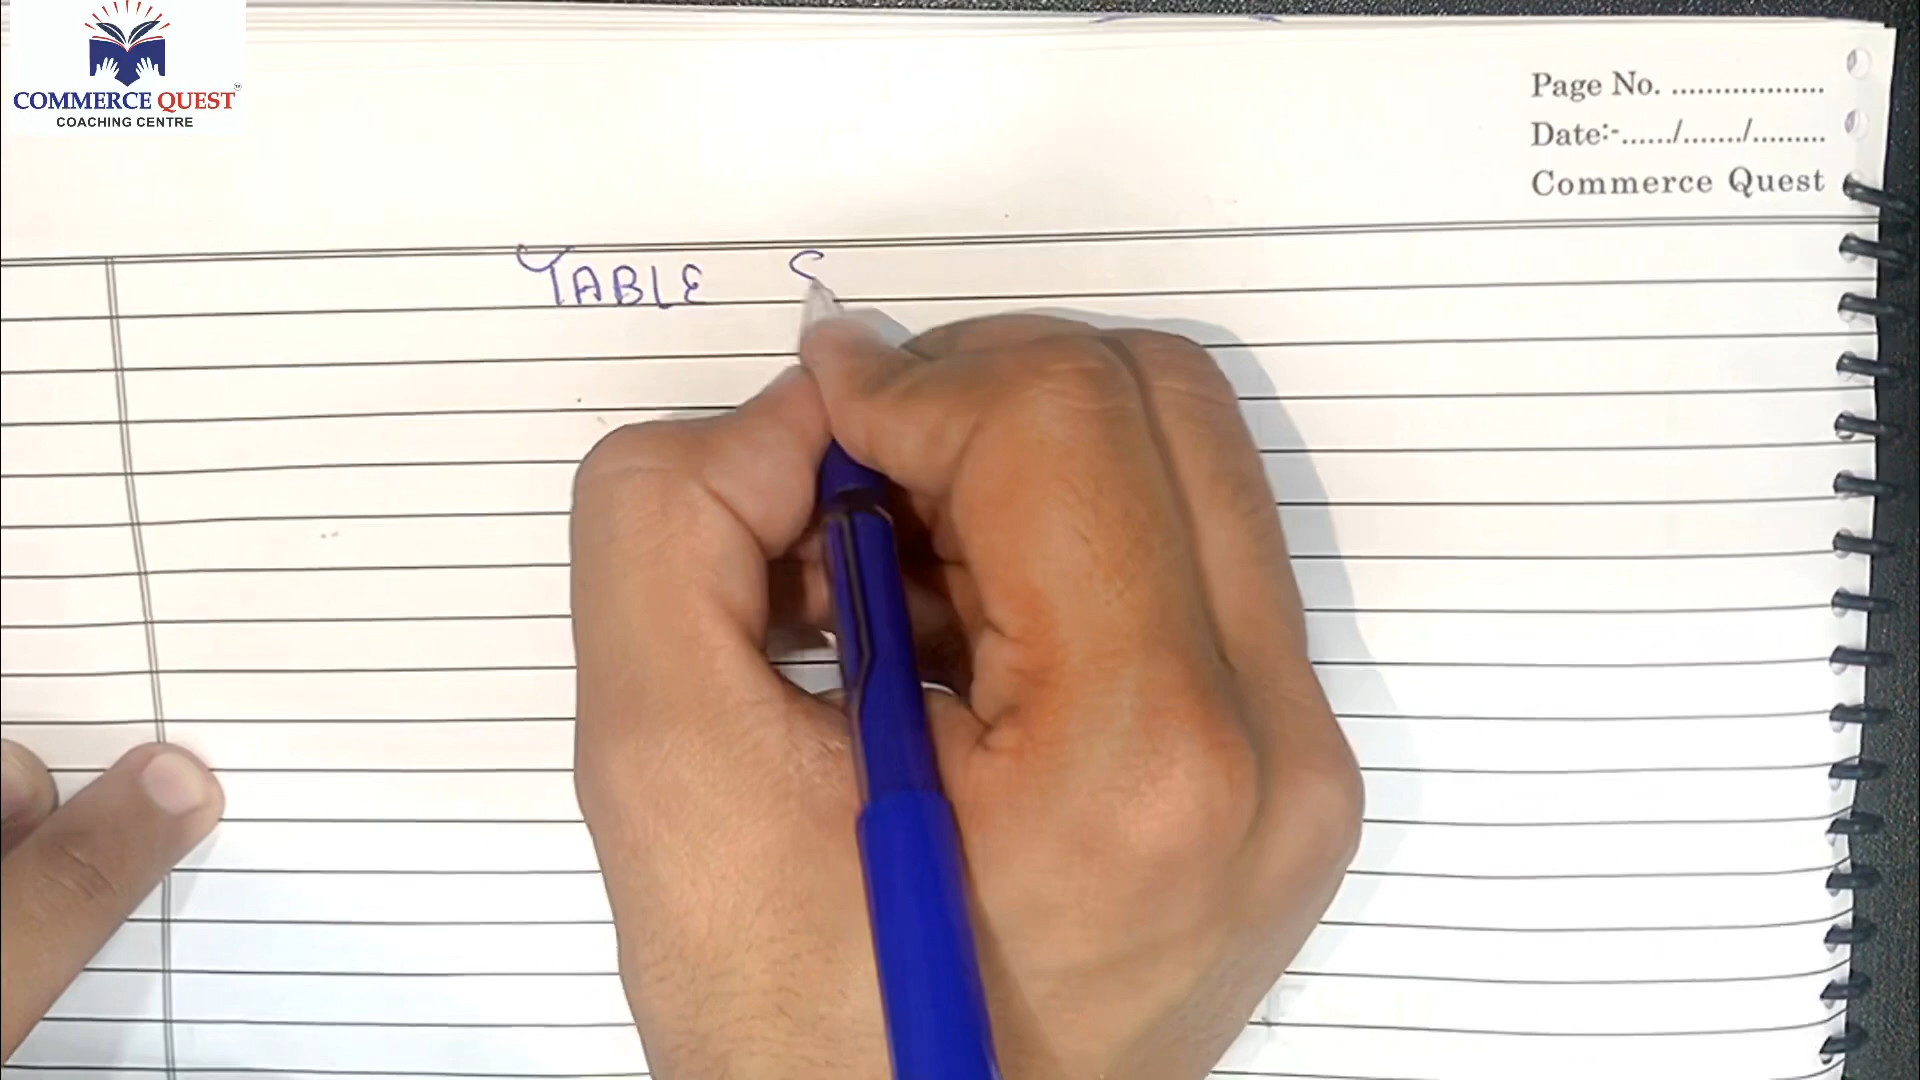 COMMERCE QUEST
COACHING CENTRE
Page No. ..................
Date:-....../......./.........
Commerce Quest
TABLE S